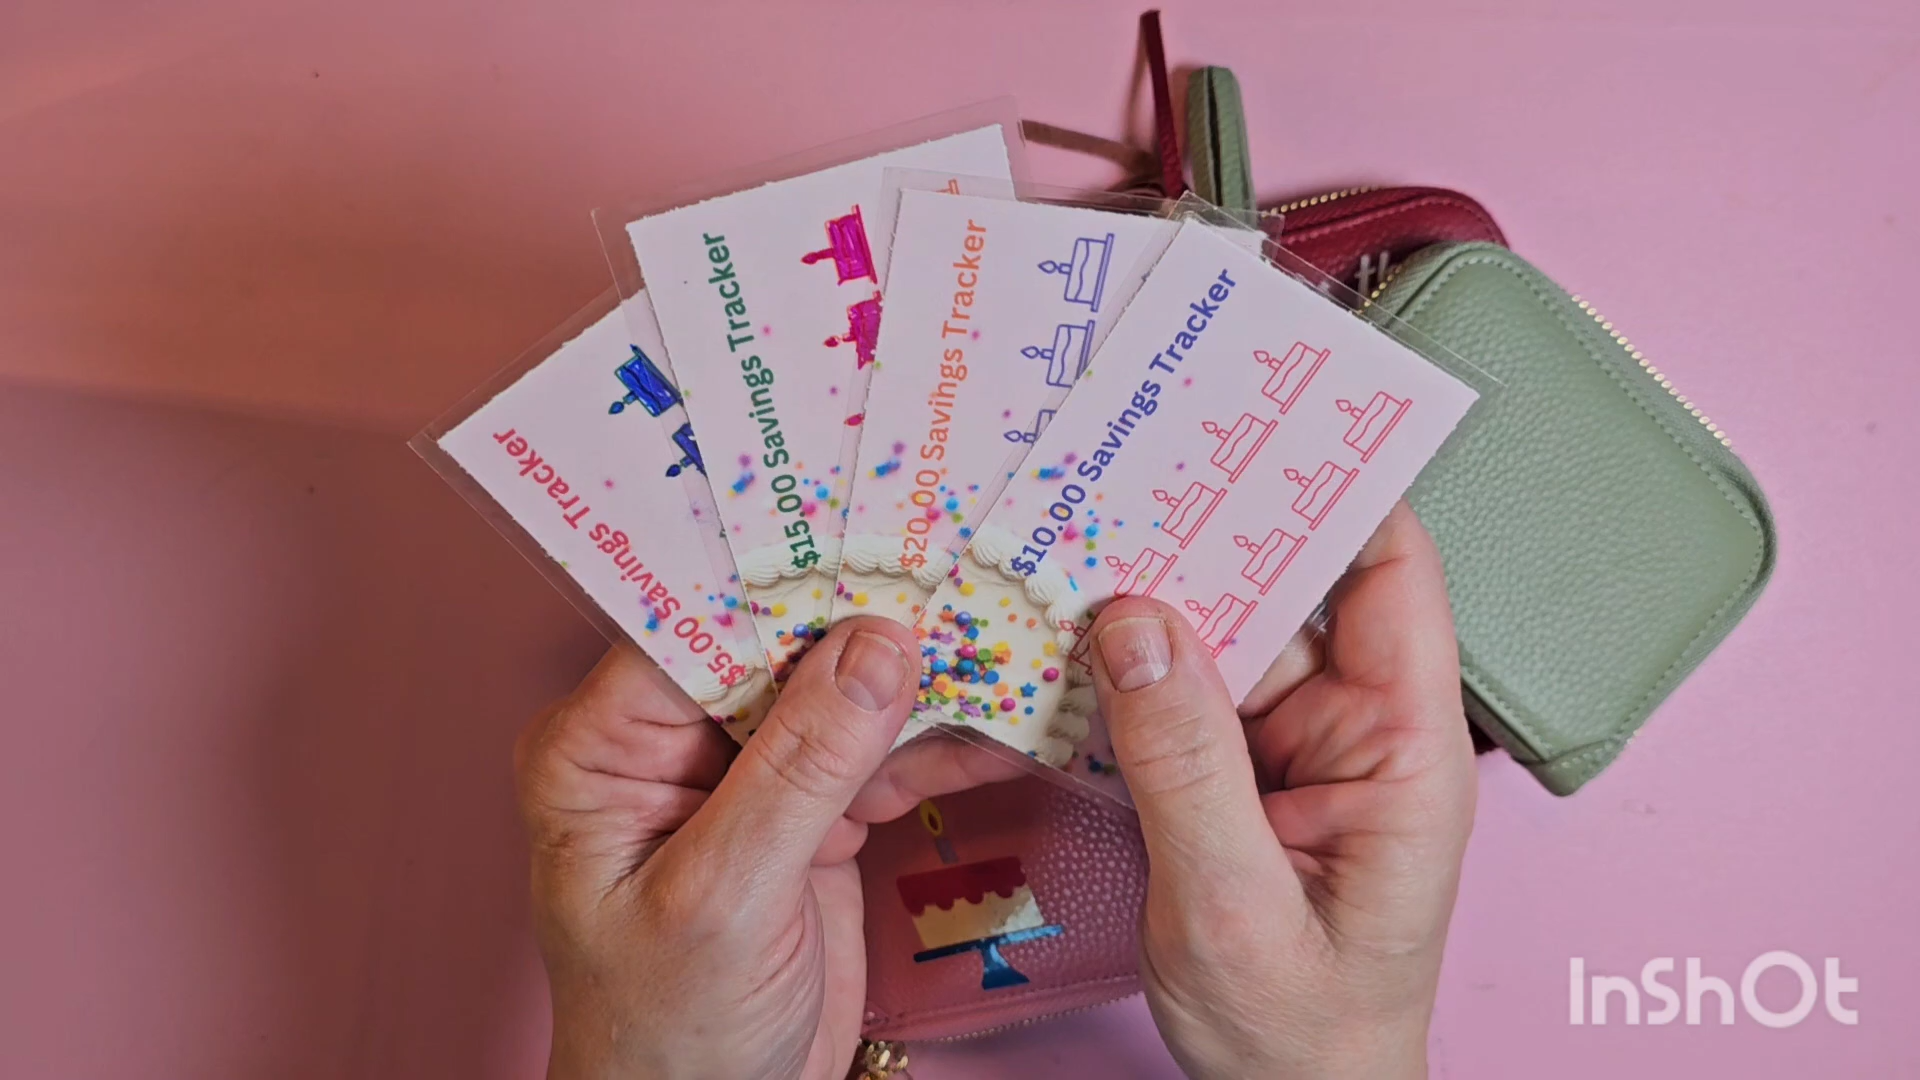 $5.00 Savings Tracker
$15.00 Savings Tracker
$20.00 Savings Tracker
$10.00 Savings Tracker
InShOt